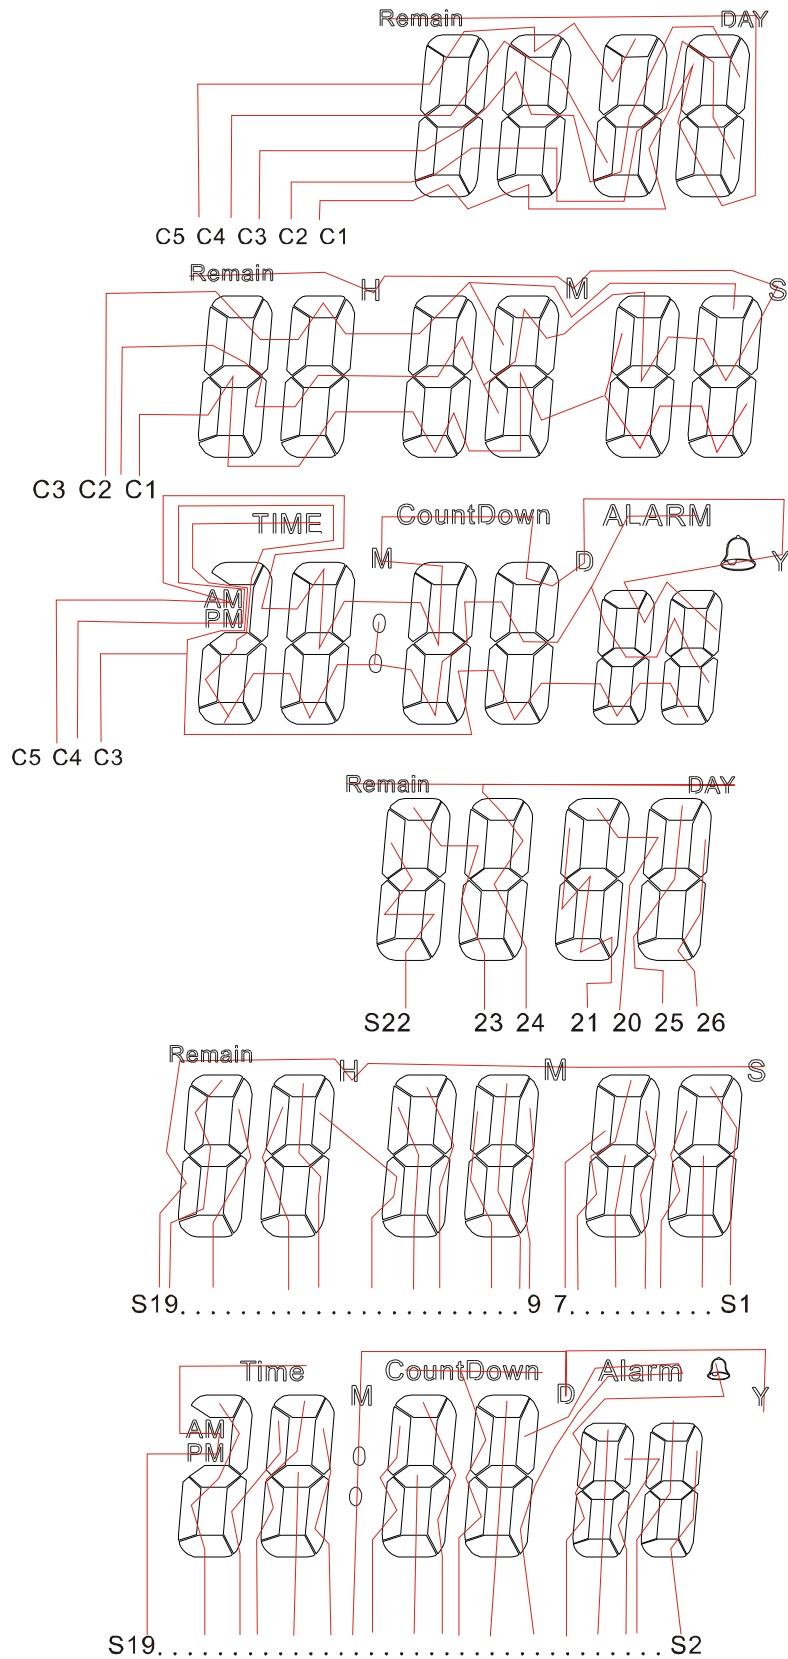 Remain DAY
C5 C4 C3 C2 C1
Remain H M S
C3 C2 C1
TIME CountDown ALARM
M D Y
AM
PM
C5 C4 C3
Remain DAY
S22 23 24 21 20 25 26
Remain H M S
S19...................................9 7..............S1
Time CountDown Alarm
M D Y
AM
PM
S19...................................S2